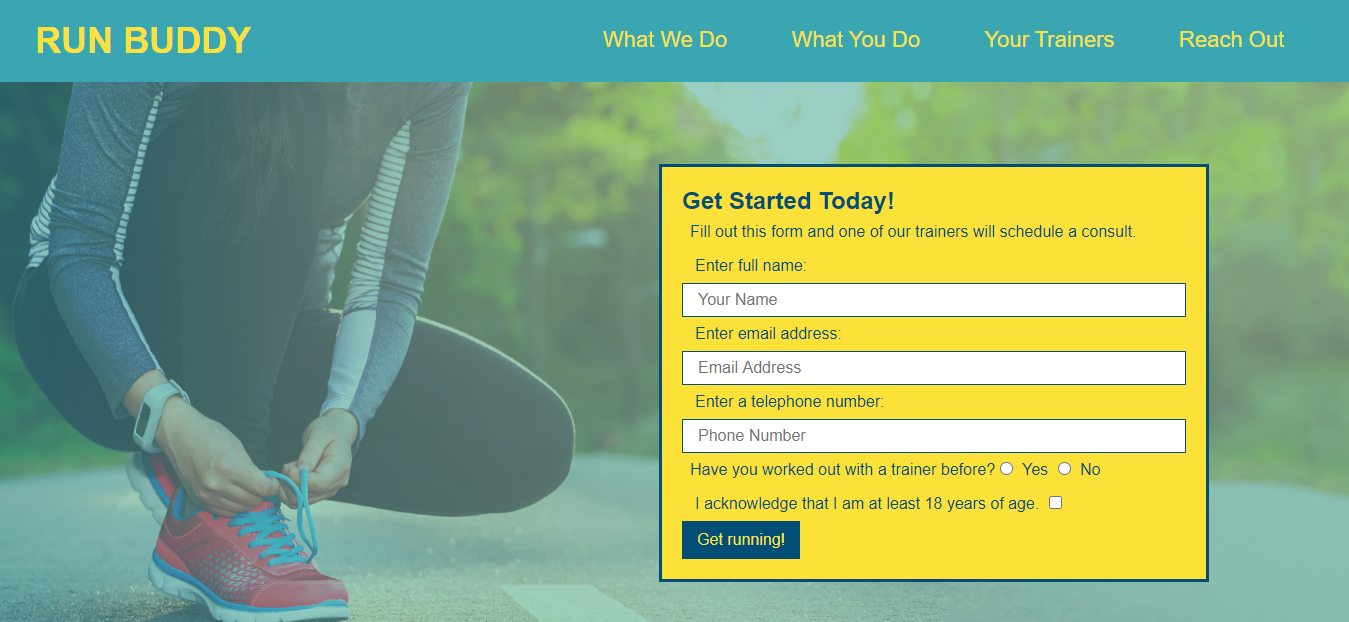 RUN BUDDY
What We Do What You Do Your Trainers Reach Out
Get Started Today!
Fill out this form and one of our trainers will schedule a consult.
Enter full name:
Your Name
Enter email address:
Email Address
Enter a telephone number:
Phone Number
Have you worked out with a trainer before? Yes No
I acknowledge that I am at least 18 years of age.
Get running!